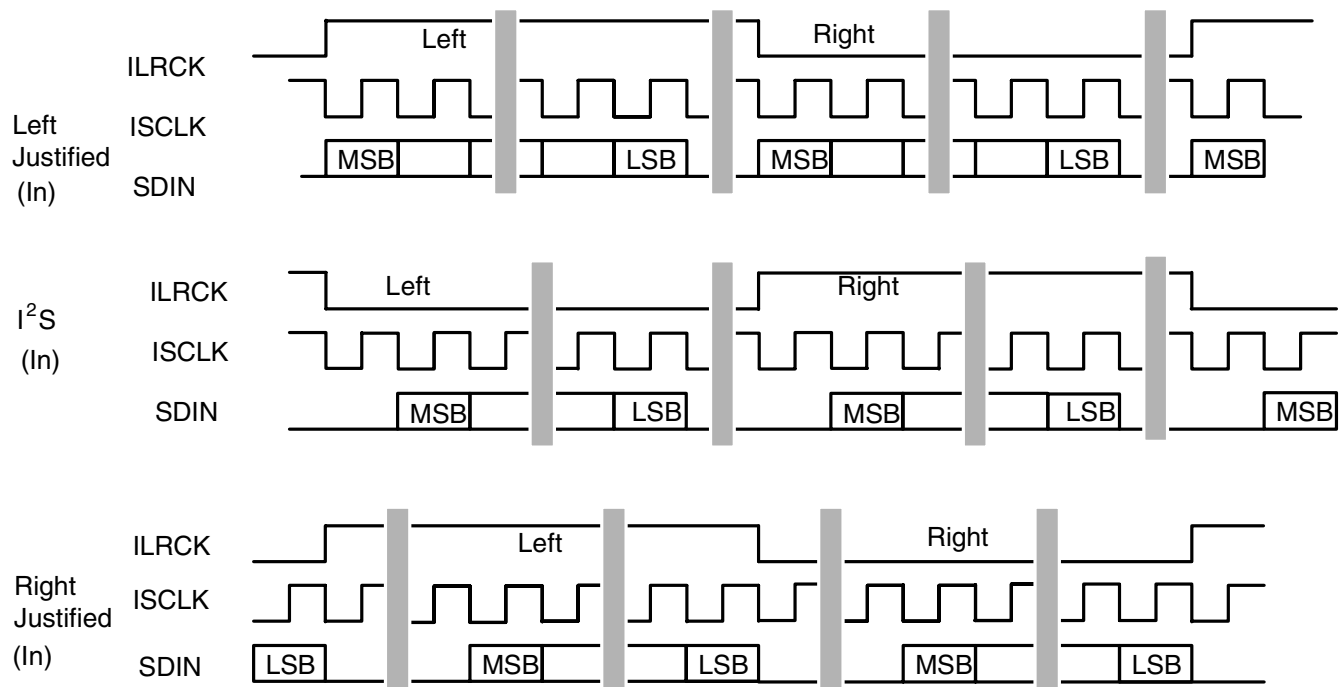 Left Right
ILRCK
ISCLK
Left
Justified
(In)
MSB LSB MSB LSB MSB
SDIN
Left Right
ILRCK
I²S
(In)
ISCLK
MSB LSB MSB LSB MSB
SDIN
Left Right
ILRCK
ISCLK
Right
Justified
(In)
LSB MSB LSB MSB LSB
SDIN